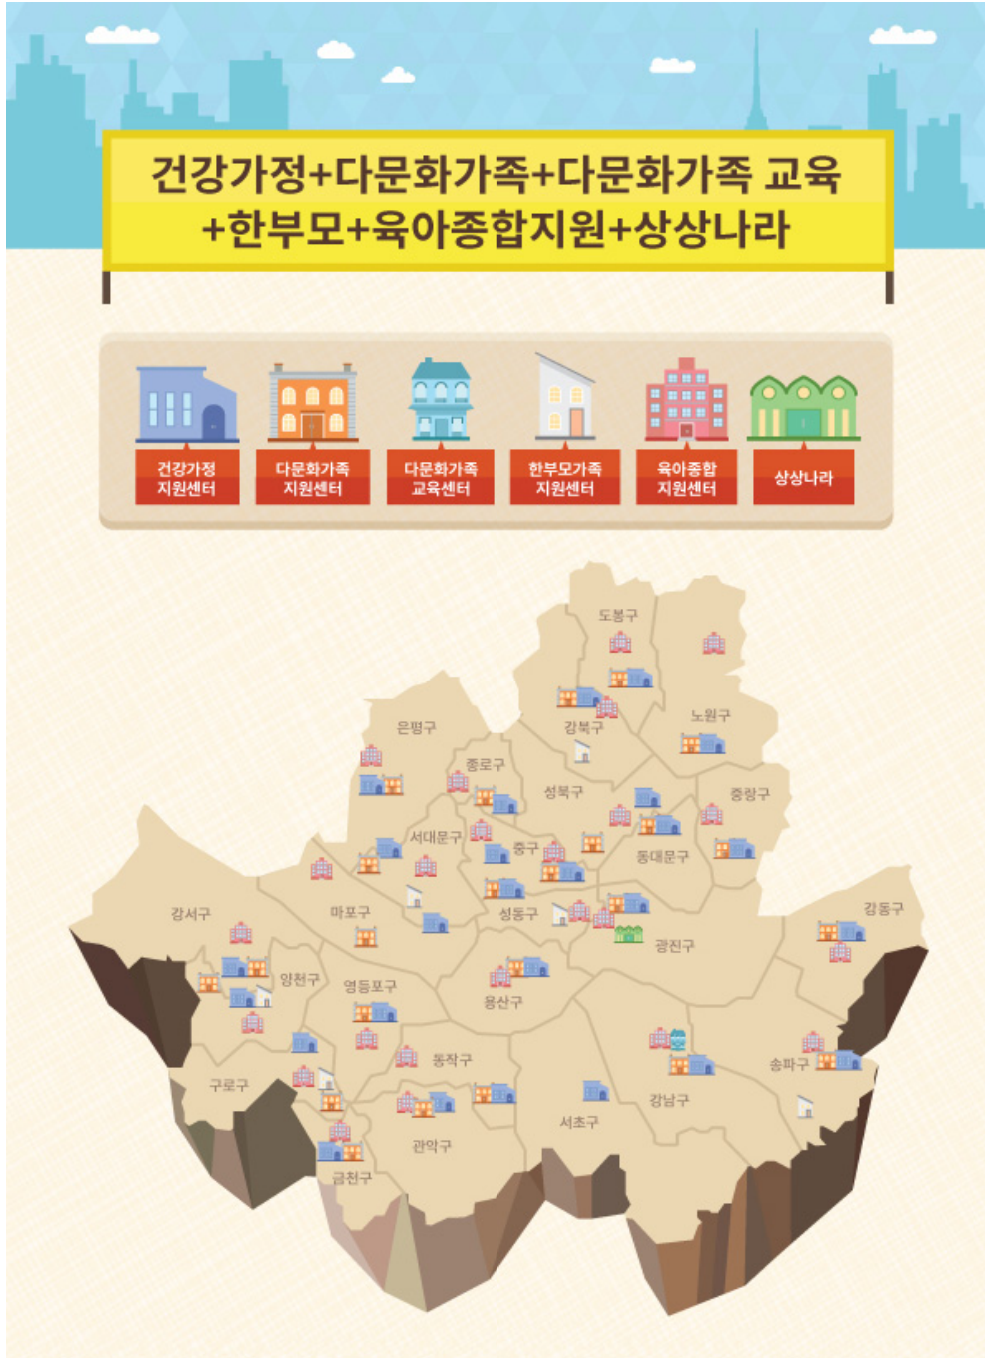 건강가정+다문화가족+다문화가족 교육
+한부모+육아종합지원+상상나라
건강가정
지원센터
다문화가족
지원센터
다문화가족
교육센터
한부모가족
지원센터
육아종합
지원센터
상상나라
도봉구
노원구
은평구
강북구
종로구
성북구
중랑구
서대문구
중구
동대문구
강서구
마포구
성동구
강동구
광진구
양천구
영등포구
용산구
구로구
동작구
송파구
강남구
서초구
관악구
금천구